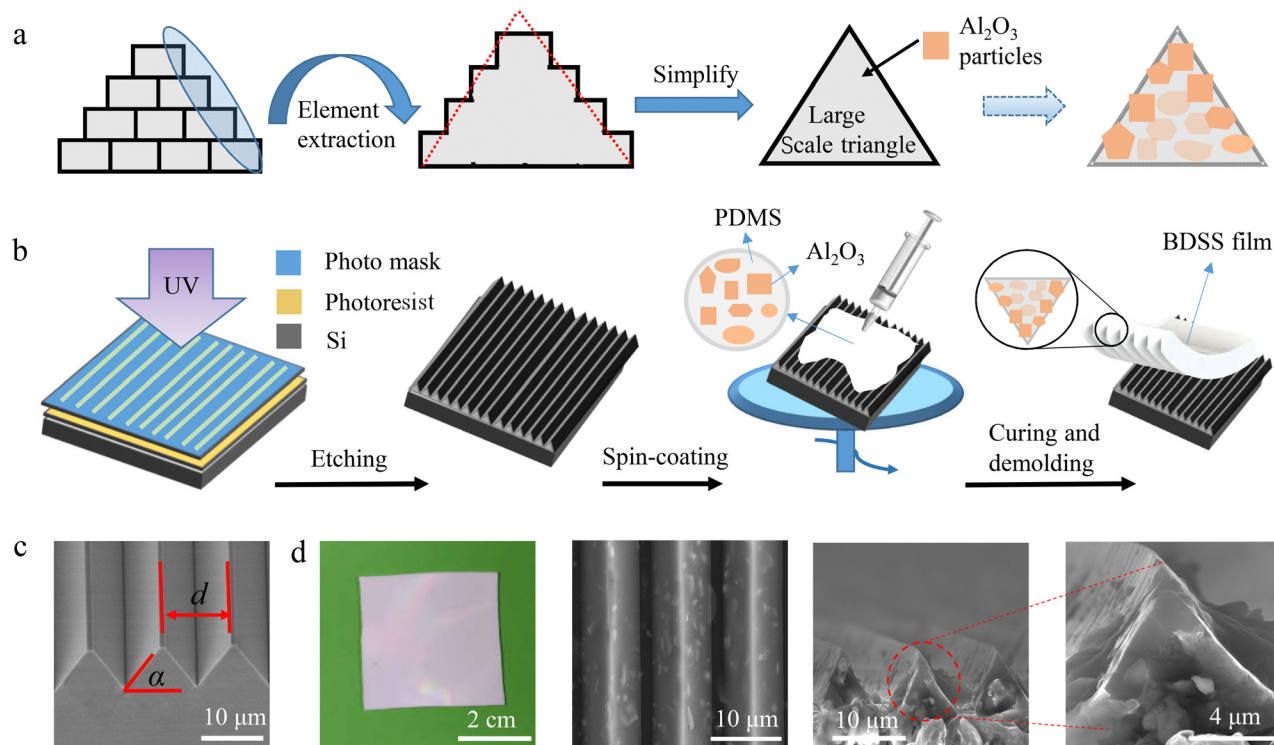 a
Element
extraction
Simplify
Large
Scale triangle
Al₂O₃
particles
b
UV
Photo mask
Photoresist
Si
Etching
Spin-coating
PDMS
Al₂O₃
Curing and
demolding
BDSS film
c
d
α
10 μm
d
2 cm
10 μm
10 μm
4 μm